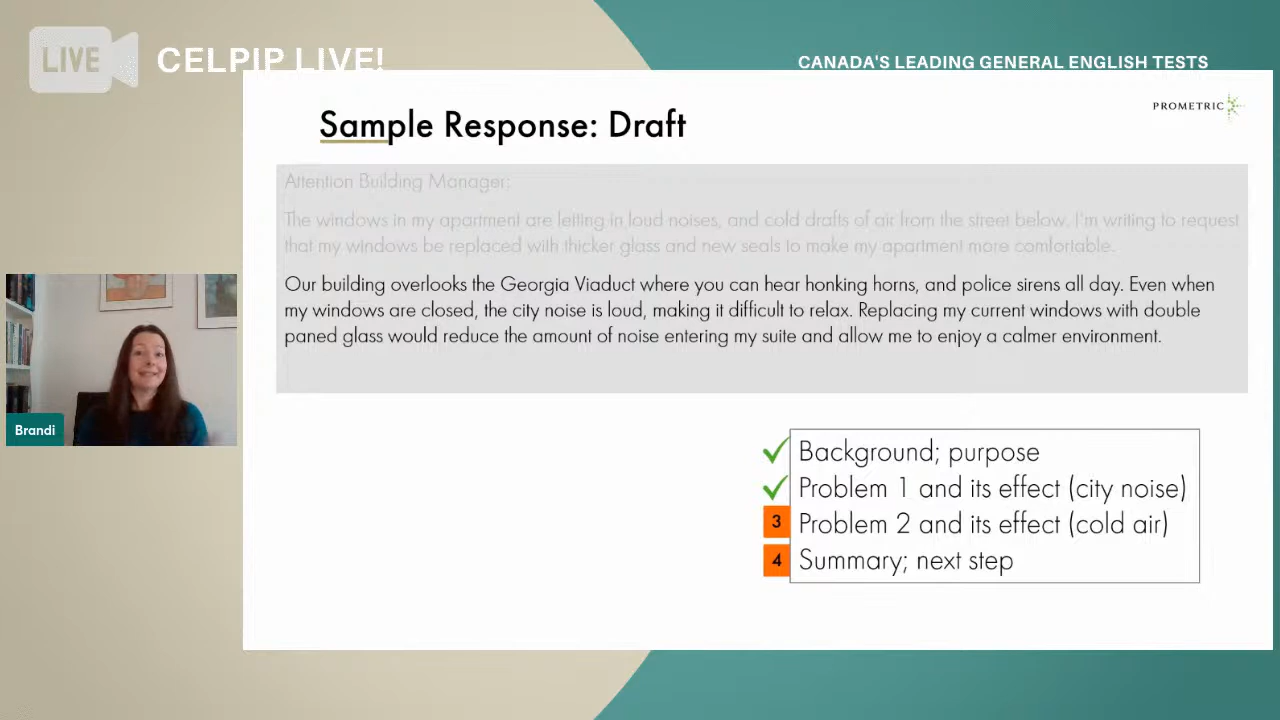 LIVE
CELPIP LIVE!
CANADA'S LEADING GENERAL ENGLISH TESTS
PROMETRIC
Sample Response: Draft
Attention Building Manager:
The windows in my apartment are letting in loud noises, and cold drafts of air from the street below. I'm writing to request
that my windows be replaced with thicker glass and new seals to make my apartment more comfortable.
Our building overlooks the Georgia Viaduct where you can hear honking horns, and police sirens all day. Even when
my windows are closed, the city noise is loud, making it difficult to relax. Replacing my current windows with double
paned glass would reduce the amount of noise entering my suite and allow me to enjoy a calmer environment.
Brandi
Background; purpose
Problem 1 and its effect (city noise)
3 Problem 2 and its effect (cold air)
4 Summary; next step